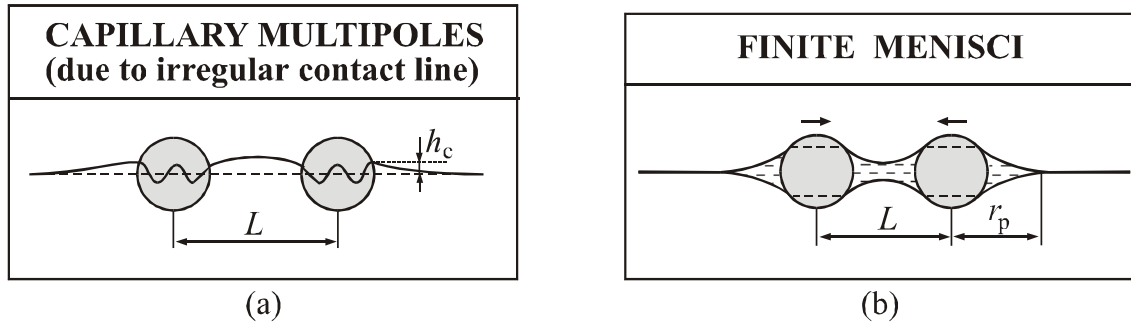 CAPILLARY MULTIPOLES
(due to irregular contact line)
h_c
L
(a)
FINITE MENISCI
L
r_p
(b)